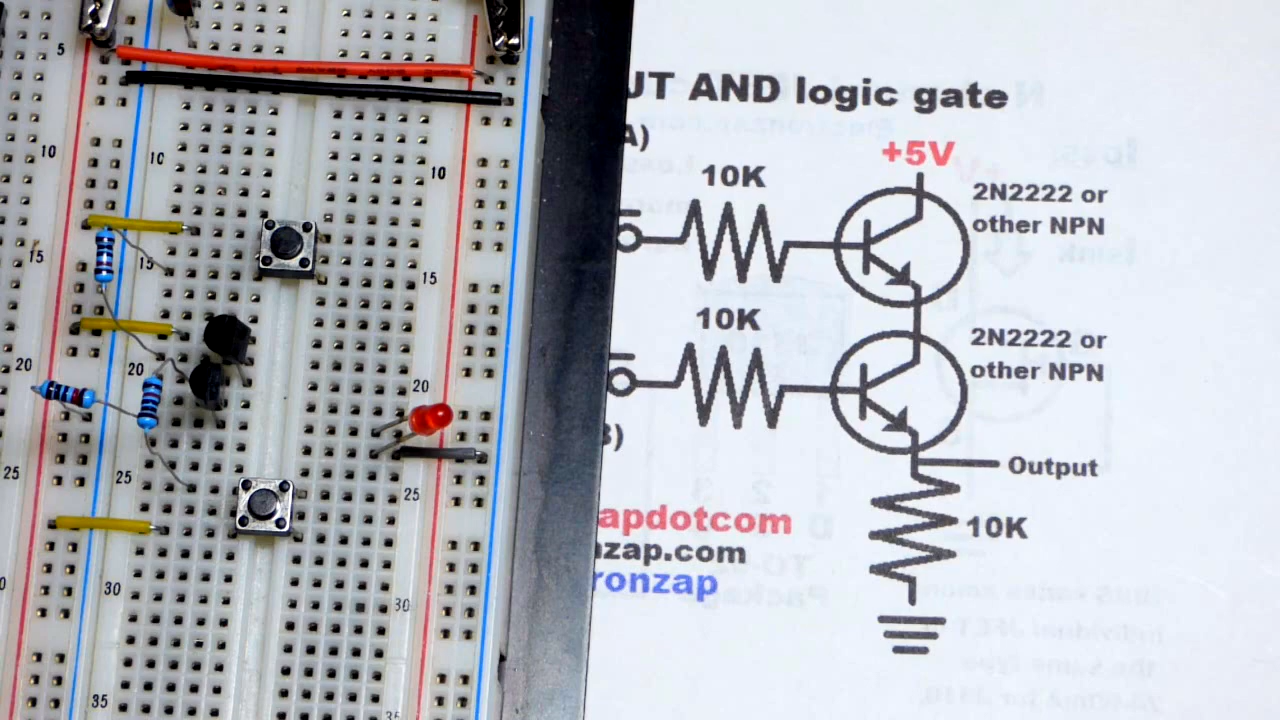 5
10
10
10
15
15
15
20
20
20
25
25
25
30
30
35
35
UT AND logic gate
A)
+5V
10K
2N2222 or
other NPN
10K
2N2222 or
other NPN
B)
Output
10K
apdotcom
nzap.com
ronzap